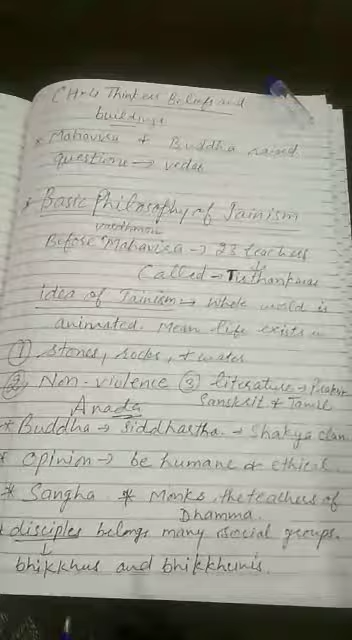 CH-4 Thinkers Beliefs and
buildings
* Mahavira & Buddha raised
question → vedas
* Basic Philosophy of Jainism
vardhman
Before Mahavira → 23 teachers
Called →
idea of Jainism → Whole world is
animated. Mean life exists in
① stones, rocks, & water
② Non-violence ③ literature → Prakrit
Sanskrit & Tamil
* Buddha → Siddhartha → Shakya clan
* Opinion → be humane & ethical.
* Sangha * Monks, the teachers of
Dhamma.
* disciples belongs many social groups.
↓
bhikkhus and bhikkhunis.